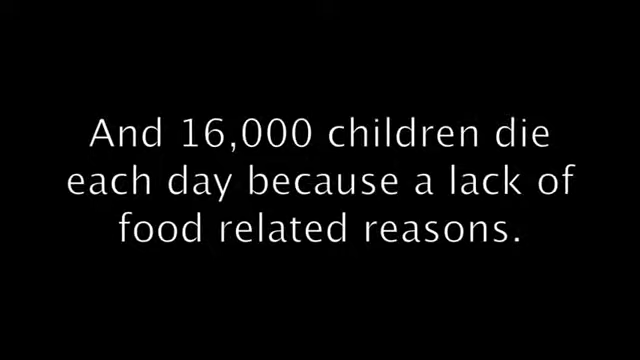 And 16,000 children die
each day because a lack of
food related reasons.